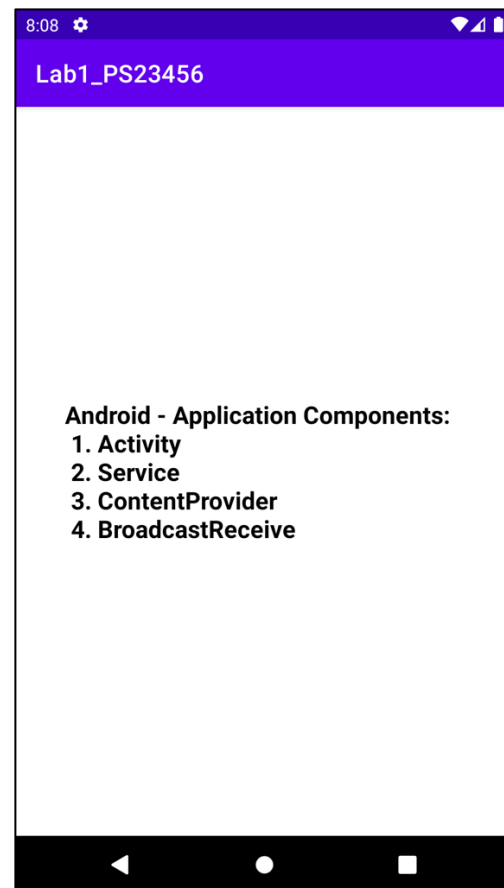 8:08
Lab1_PS23456
Android - Application Components:
1. Activity
2. Service
3. ContentProvider
4. BroadcastReceive